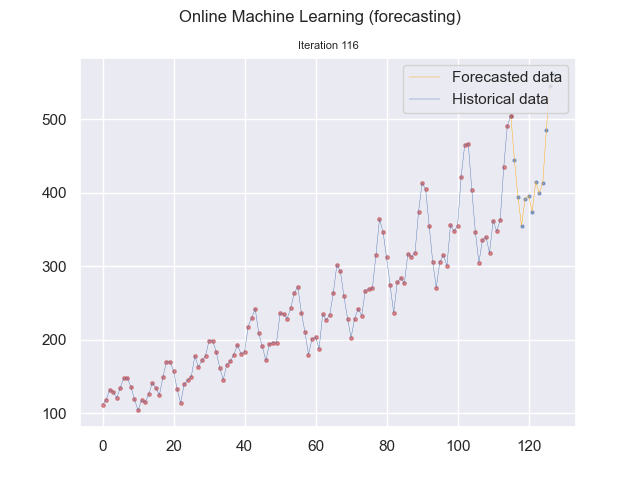 Online Machine Learning (forecasting)
Iteration 116
Forecasted data
Historical data
500
400
300
200
100
0 20 40 60 80 100 120